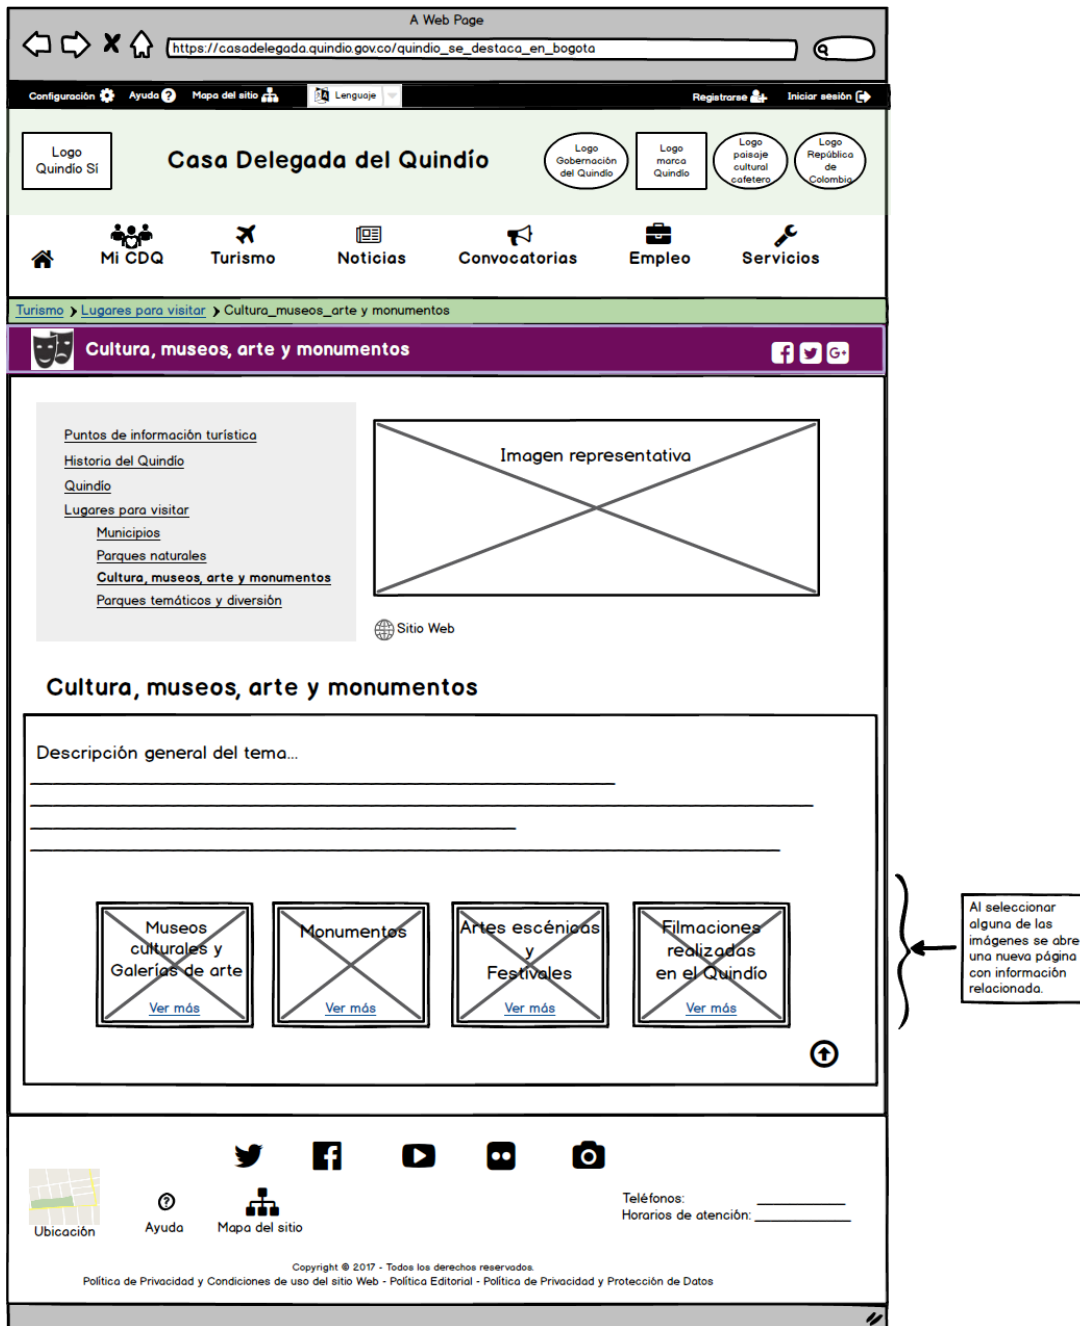 A Web Page
https://casadelegada.quindio.gov.co/quindio_se_destaca_en_bogota
Configuración Ayuda Mapa del sitio Lenguaje Registrarse Iniciar sesión
Logo
Quindío Sí
Casa Delegada del Quindío
Logo
Gobernación
del Quindío
Logo
marca
Quindío
Logo
paisaje
cultural
cafetero
Logo
República
de
Colombia
Mi CDQ Turismo Noticias Convocatorias Empleo Servicios
Turismo Lugares para visitar Cultura_museos_arte y monumentos
Cultura, museos, arte y monumentos
Puntos de información turística
Historia del Quindío
Quindío
Lugares para visitar
Municipios
Parques naturales
Cultura, museos, arte y monumentos
Parques temáticos y diversión
Imagen representativa
Sitio Web
Cultura, museos, arte y monumentos
Descripción general del tema...
Museos
culturales y
Galerías de arte
Ver más
Monumentos
Ver más
Artes escénicas
y
Festivales
Ver más
Filmaciones
realizadas
en el Quindío
Ver más
Al seleccionar
alguna de las
imágenes se abre
una nueva página
con información
relacionada.
Ubicación
Ayuda
Mapa del sitio
Teléfonos:
Horarios de atención:
Copyright © 2017 - Todos los derechos reservados.
Política de Privacidad y Condiciones de uso del sitio Web - Política Editorial - Política de Privacidad y Protección de Datos